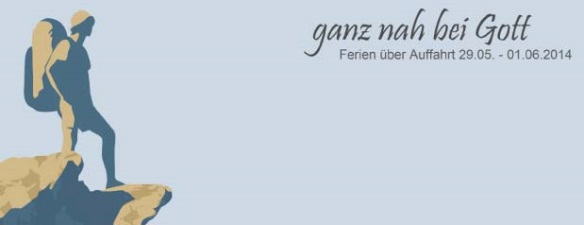 ganz nah bei Gott
Ferien über Auffahrt 29.05. - 01.06.2014